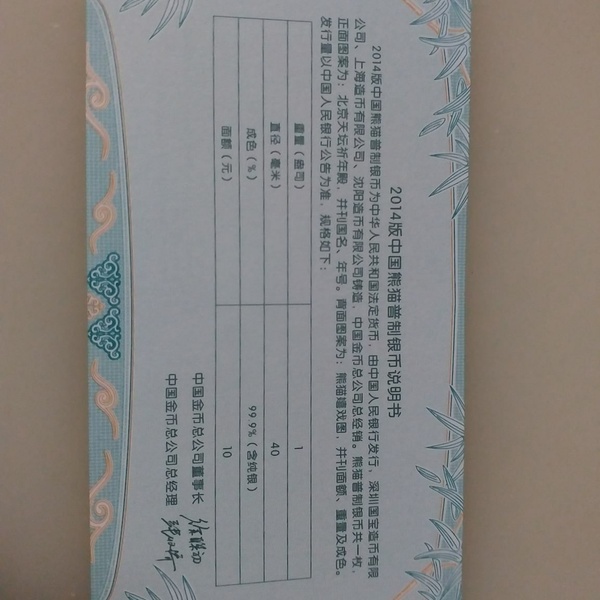 2014版中国熊猫普制银币说明书
2014版中国熊猫普制银币为中华人民共和国法定货币，由中国人民银行发行，深圳国宝造币有限
公司、上海造币有限公司、沈阳造币有限公司铸造，中国金币总公司总经销。熊猫普制银币共一枚，
正面图案为：北京天坛祈年殿，并刊国名、年号。背面图案为：熊猫嬉戏图，并刊面额、重量及成色。
发行量以中国人民银行公告为准，规格如下：
重量（盎司） 1
直径（毫米） 40
成色（%） 99.9%（含纯银）
面额（元） 10
中国金币总公司董事长
中国金币总公司总经理